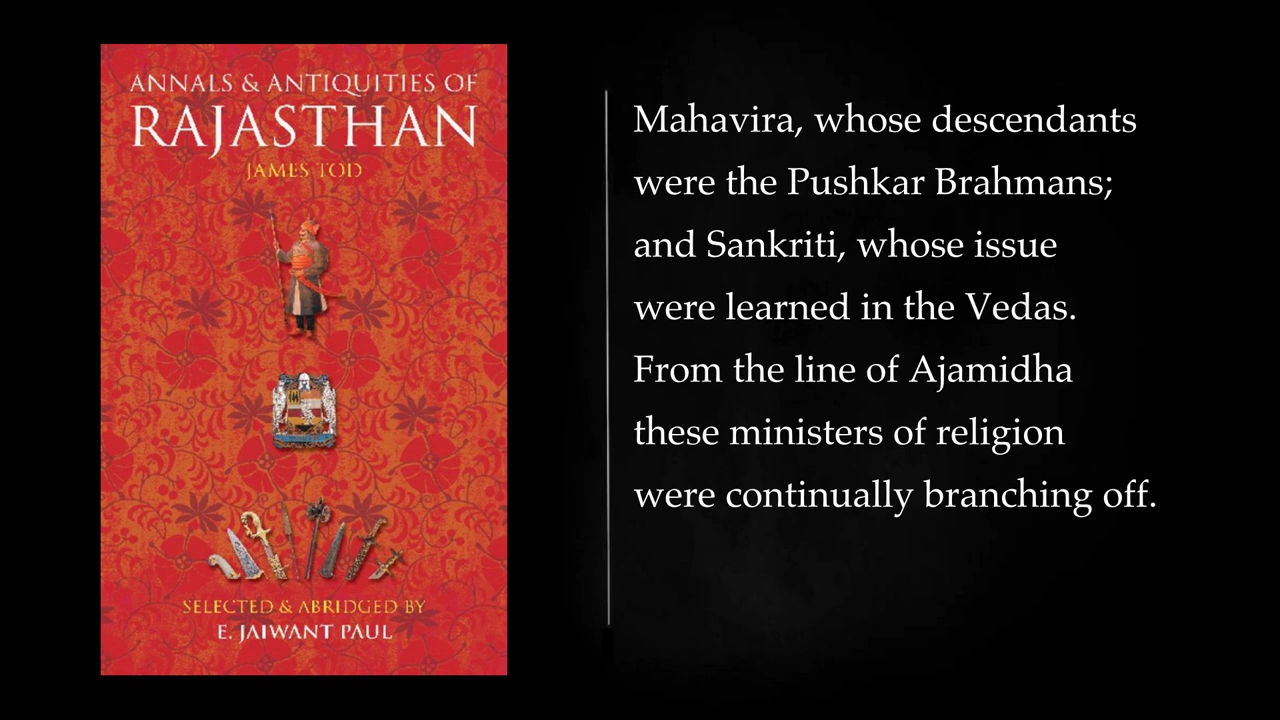 ANNALS & ANTIQUITIES OF
RAJASTHAN
JAMES TOD
SELECTED & ABRIDGED BY
E. JAIWANT PAUL
Mahavira, whose descendants
were the Pushkar Brahmans;
and Sankriti, whose issue
were learned in the Vedas.
From the line of Ajamidha
these ministers of religion
were continually branching off.